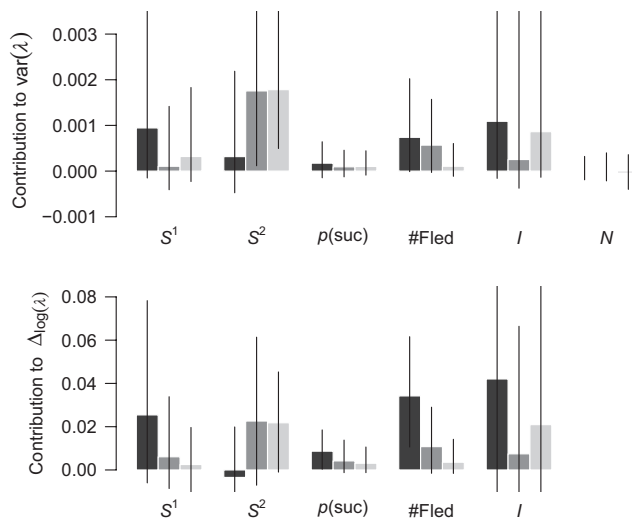 Contribution to var(λ)
0.003
0.002
0.001
0.000
−0.001
S¹ S² p(suc) #Fled I N
Contribution to Δlog(λ)
0.08
0.06
0.04
0.02
0.00
S¹ S² p(suc) #Fled I